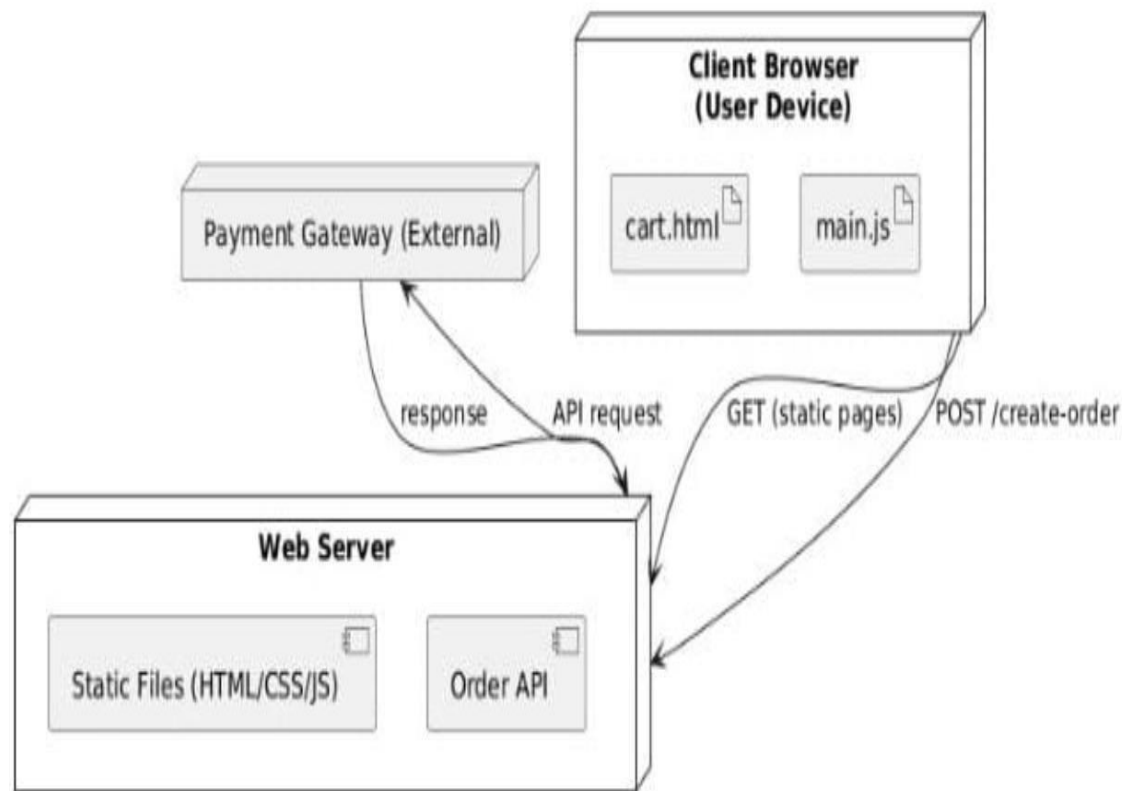 Client Browser
(User Device)
cart.html
main.js
Payment Gateway (External)
response
API request
GET (static pages)
POST /create-order
Web Server
Static Files (HTML/CSS/JS)
Order API